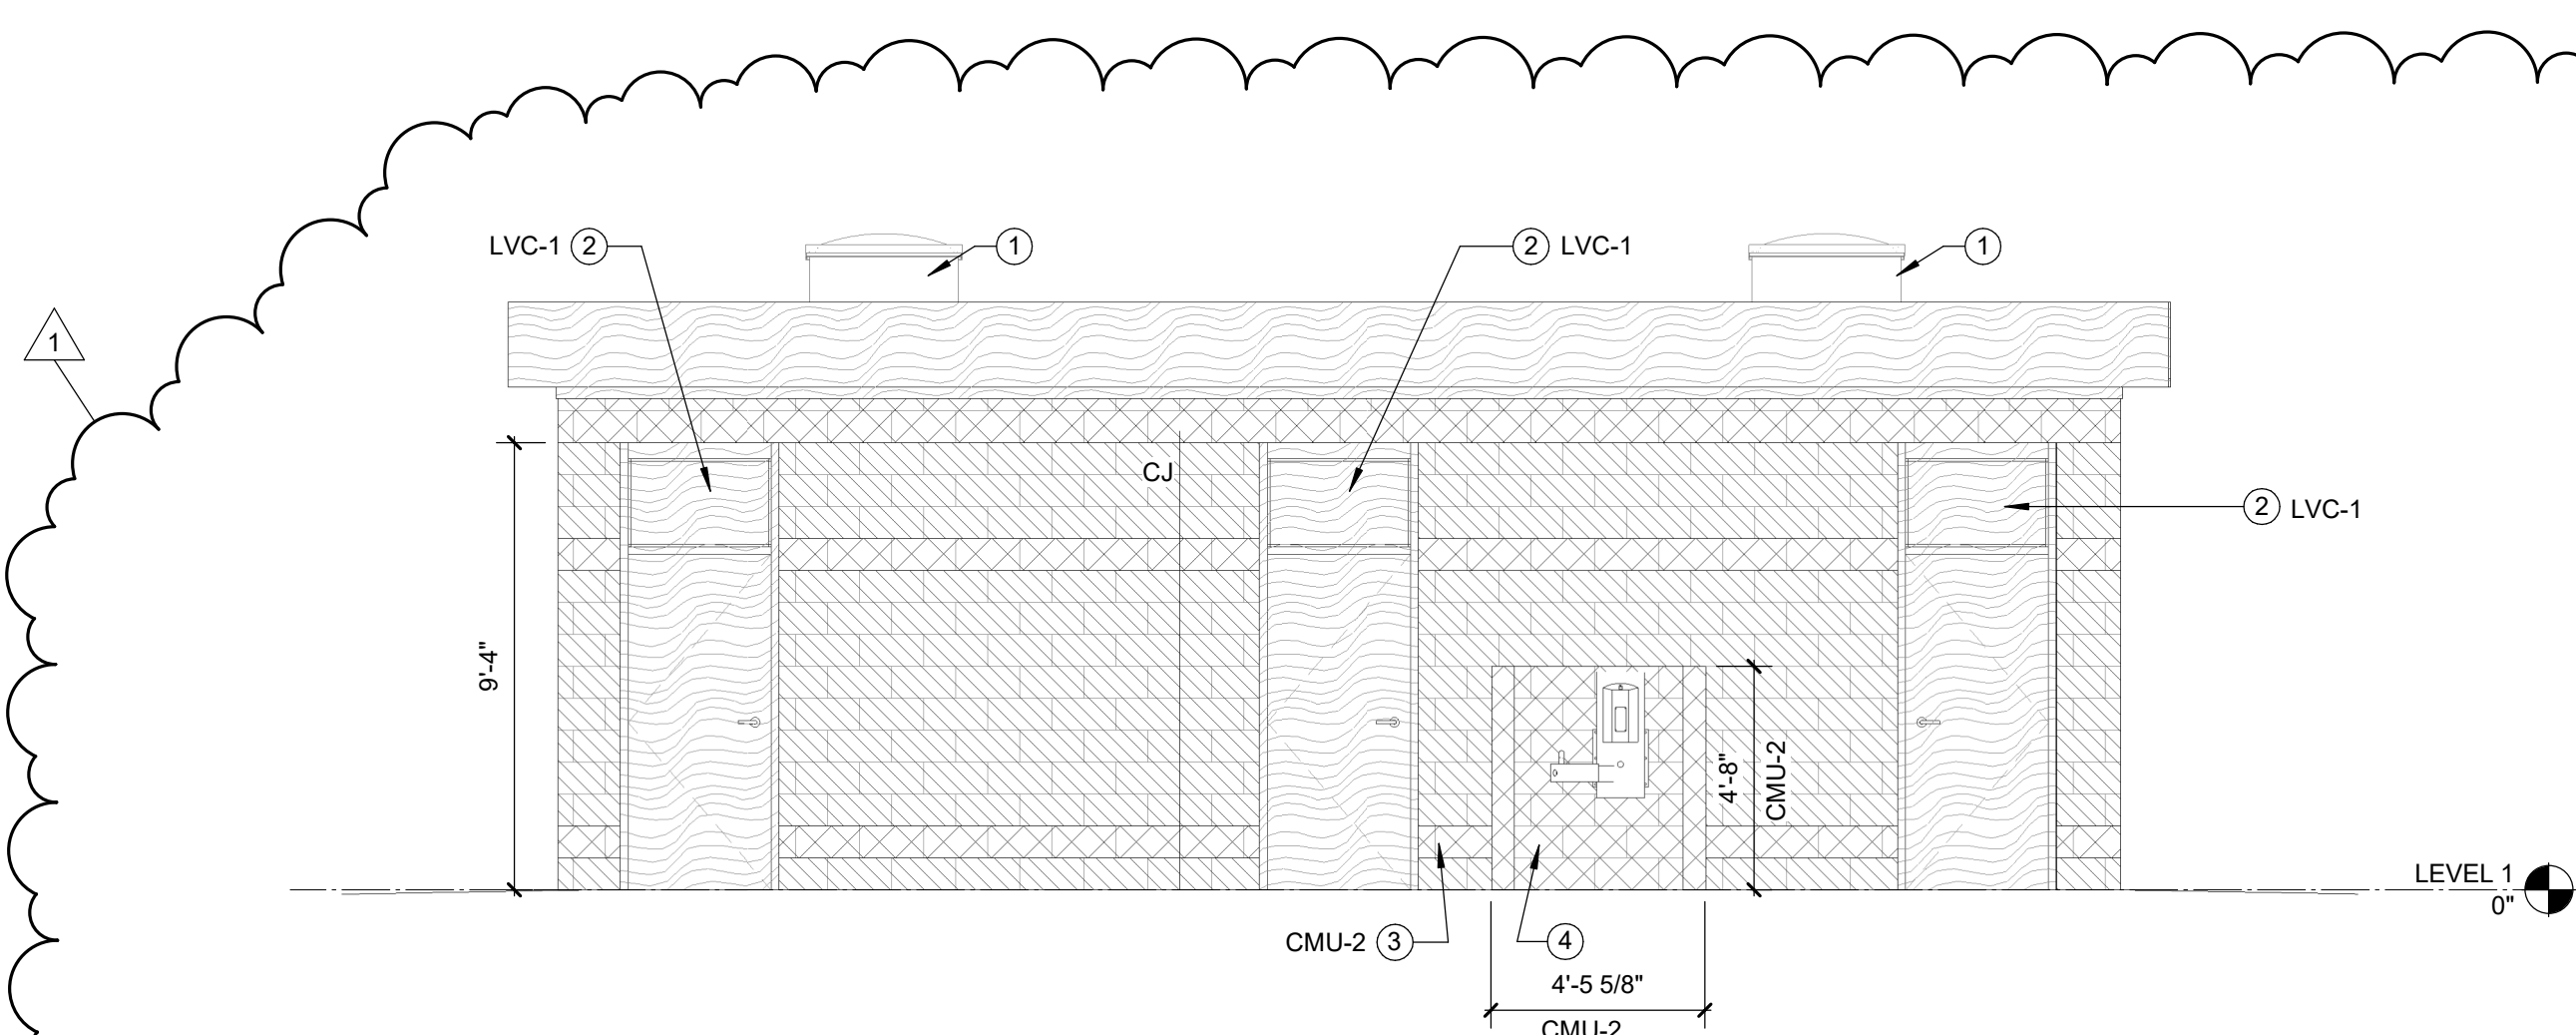 LVC-1 2
1
2 LVC-1
1
1
CJ
2 LVC-1
9'-4"
4'-8"
CMU-2
LEVEL 1
0"
CMU-2 3
4
4'-5 5/8"
CMU-2